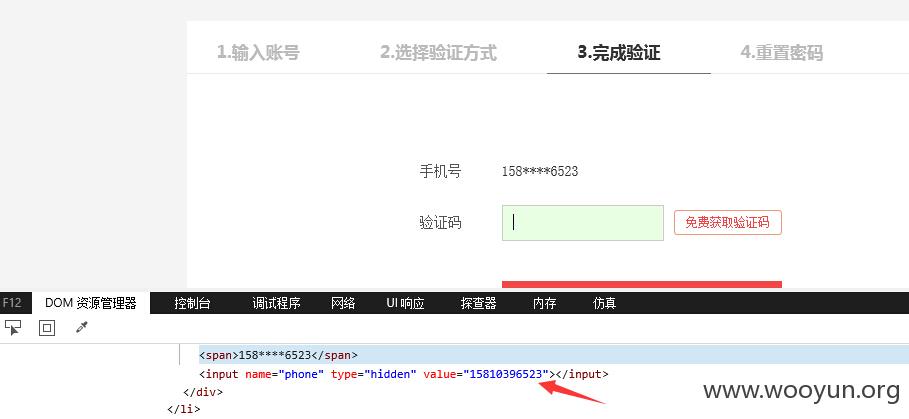 1.输入账号 2.选择验证方式 3.完成验证 4.重置密码
手机号 158****6523
验证码 免费获取验证码
F12 DOM 资源管理器 控制台 调试程序 网络 UI 响应 探查器 内存 仿真
<span>158****6523</span>
<input name="phone" type="hidden" value="15810396523"></input>
</div>
</li>
www.wooyun.org